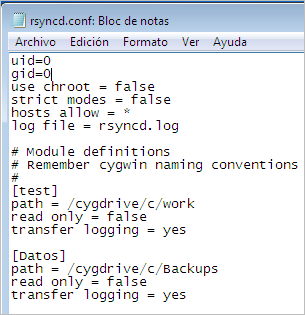 rsyncd.conf: Bloc de notas
Archivo Edición Formato Ver Ayuda
uid=0
gid=0
use chroot = false
strict modes = false
hosts allow = *
log file = rsyncd.log

# Module definitions
# Remember cygwin naming conventions
#
[test]
path = /cygdrive/c/work
read only = false
transfer logging = yes

[Datos]
path = /cygdrive/c/Backups
read only = false
transfer logging = yes